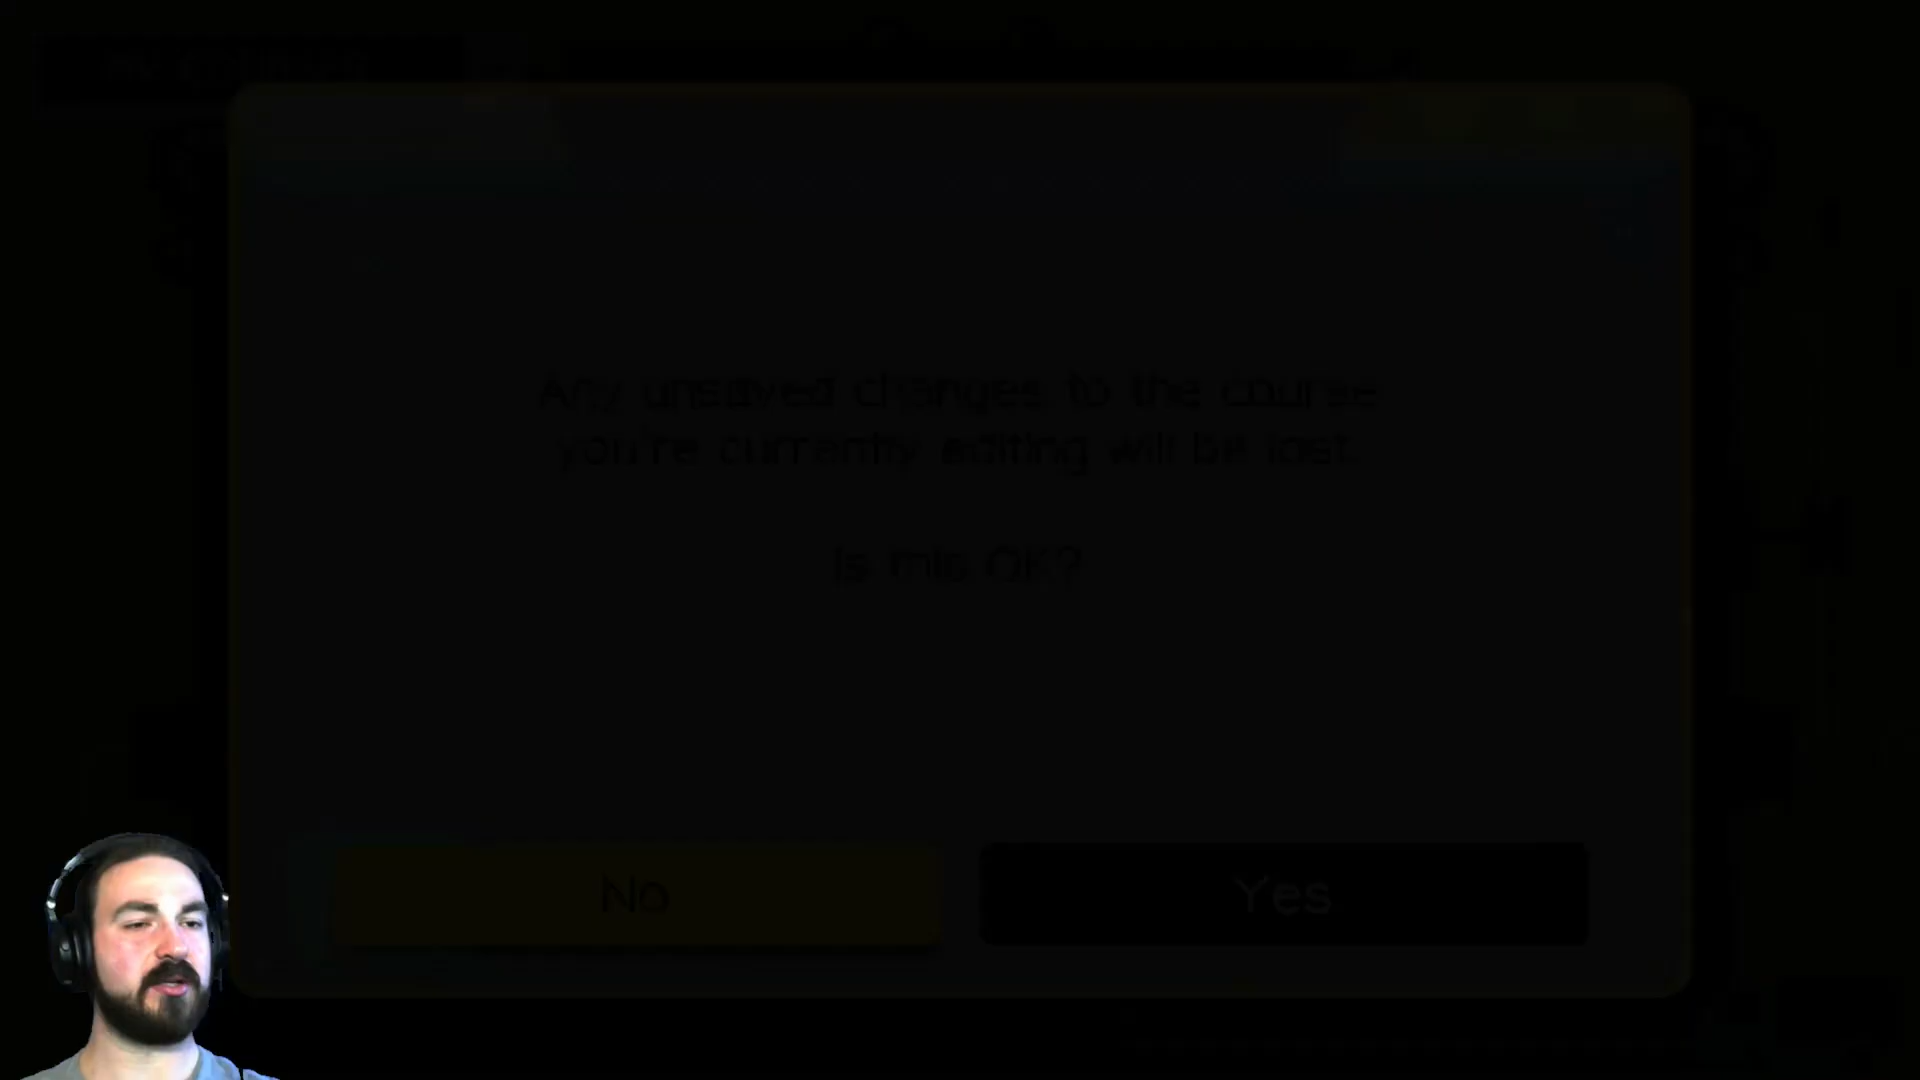 Any unsaved changes to the course
you're currently editing will be lost.
Is this OK?
No
Yes